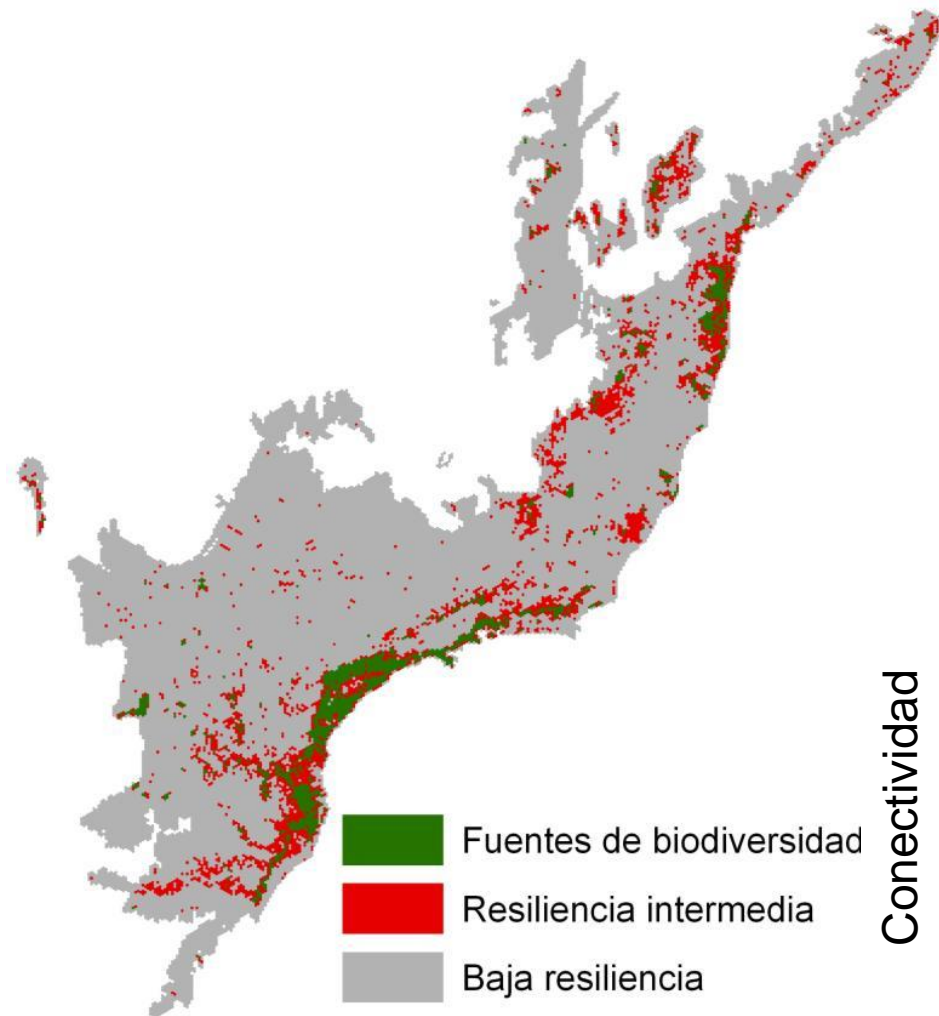 Fuentes de biodiversidad
Resiliencia intermedia
Baja resiliencia
Conectividad